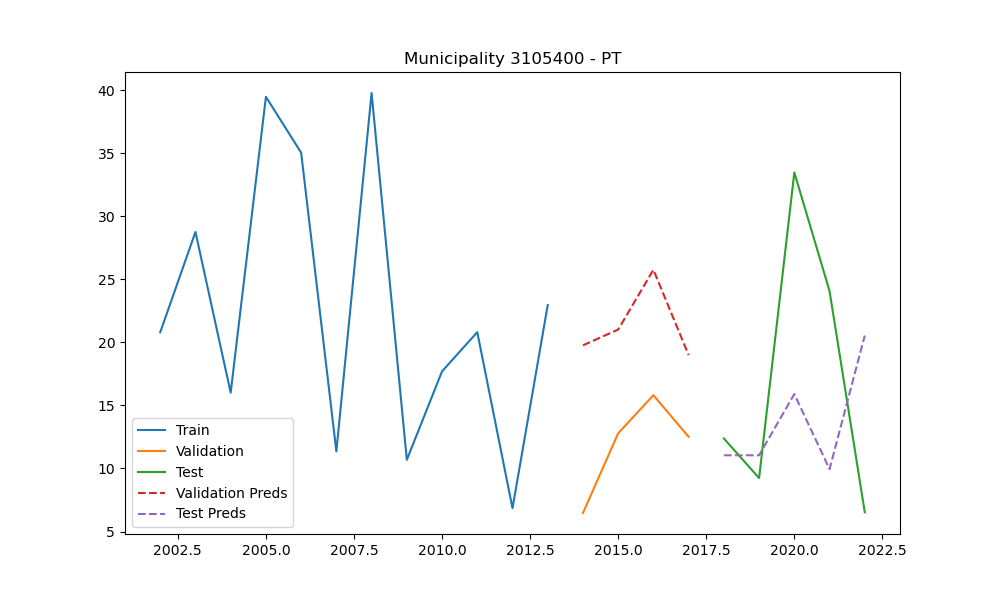 Municipality 3105400 - PT
40
35
30
25
20
15
10
5
Train
Validation
Test
Validation Preds
Test Preds
2002.5 2005.0 2007.5 2010.0 2012.5 2015.0 2017.5 2020.0 2022.5